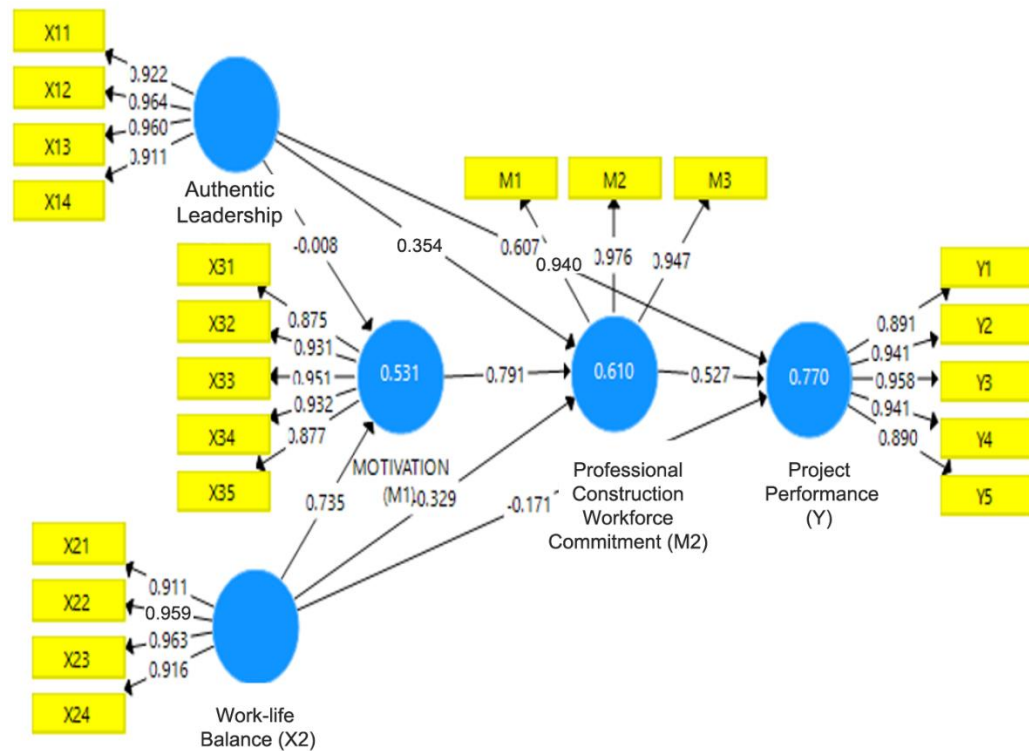 X11
X12
X13
X14
0.922
0.964
0.960
0.911
Authentic
Leadership
-0.008
0.354
0.607
M1
M2
M3
0.940
0.976
0.947
X31
X32
X33
X34
X35
0.875
0.931
0.951
0.932
0.877
0.531
0.791
0.610
0.527
0.770
0.891
0.941
0.958
0.941
0.890
Y1
Y2
Y3
Y4
Y5
MOTIVATION
(M1)
0.735
-0.329
-0.171
Professional
Construction
Workforce
Commitment (M2)
Project
Performance
(Y)
X21
X22
X23
X24
0.911
0.959
0.963
0.916
Work-life
Balance (X2)